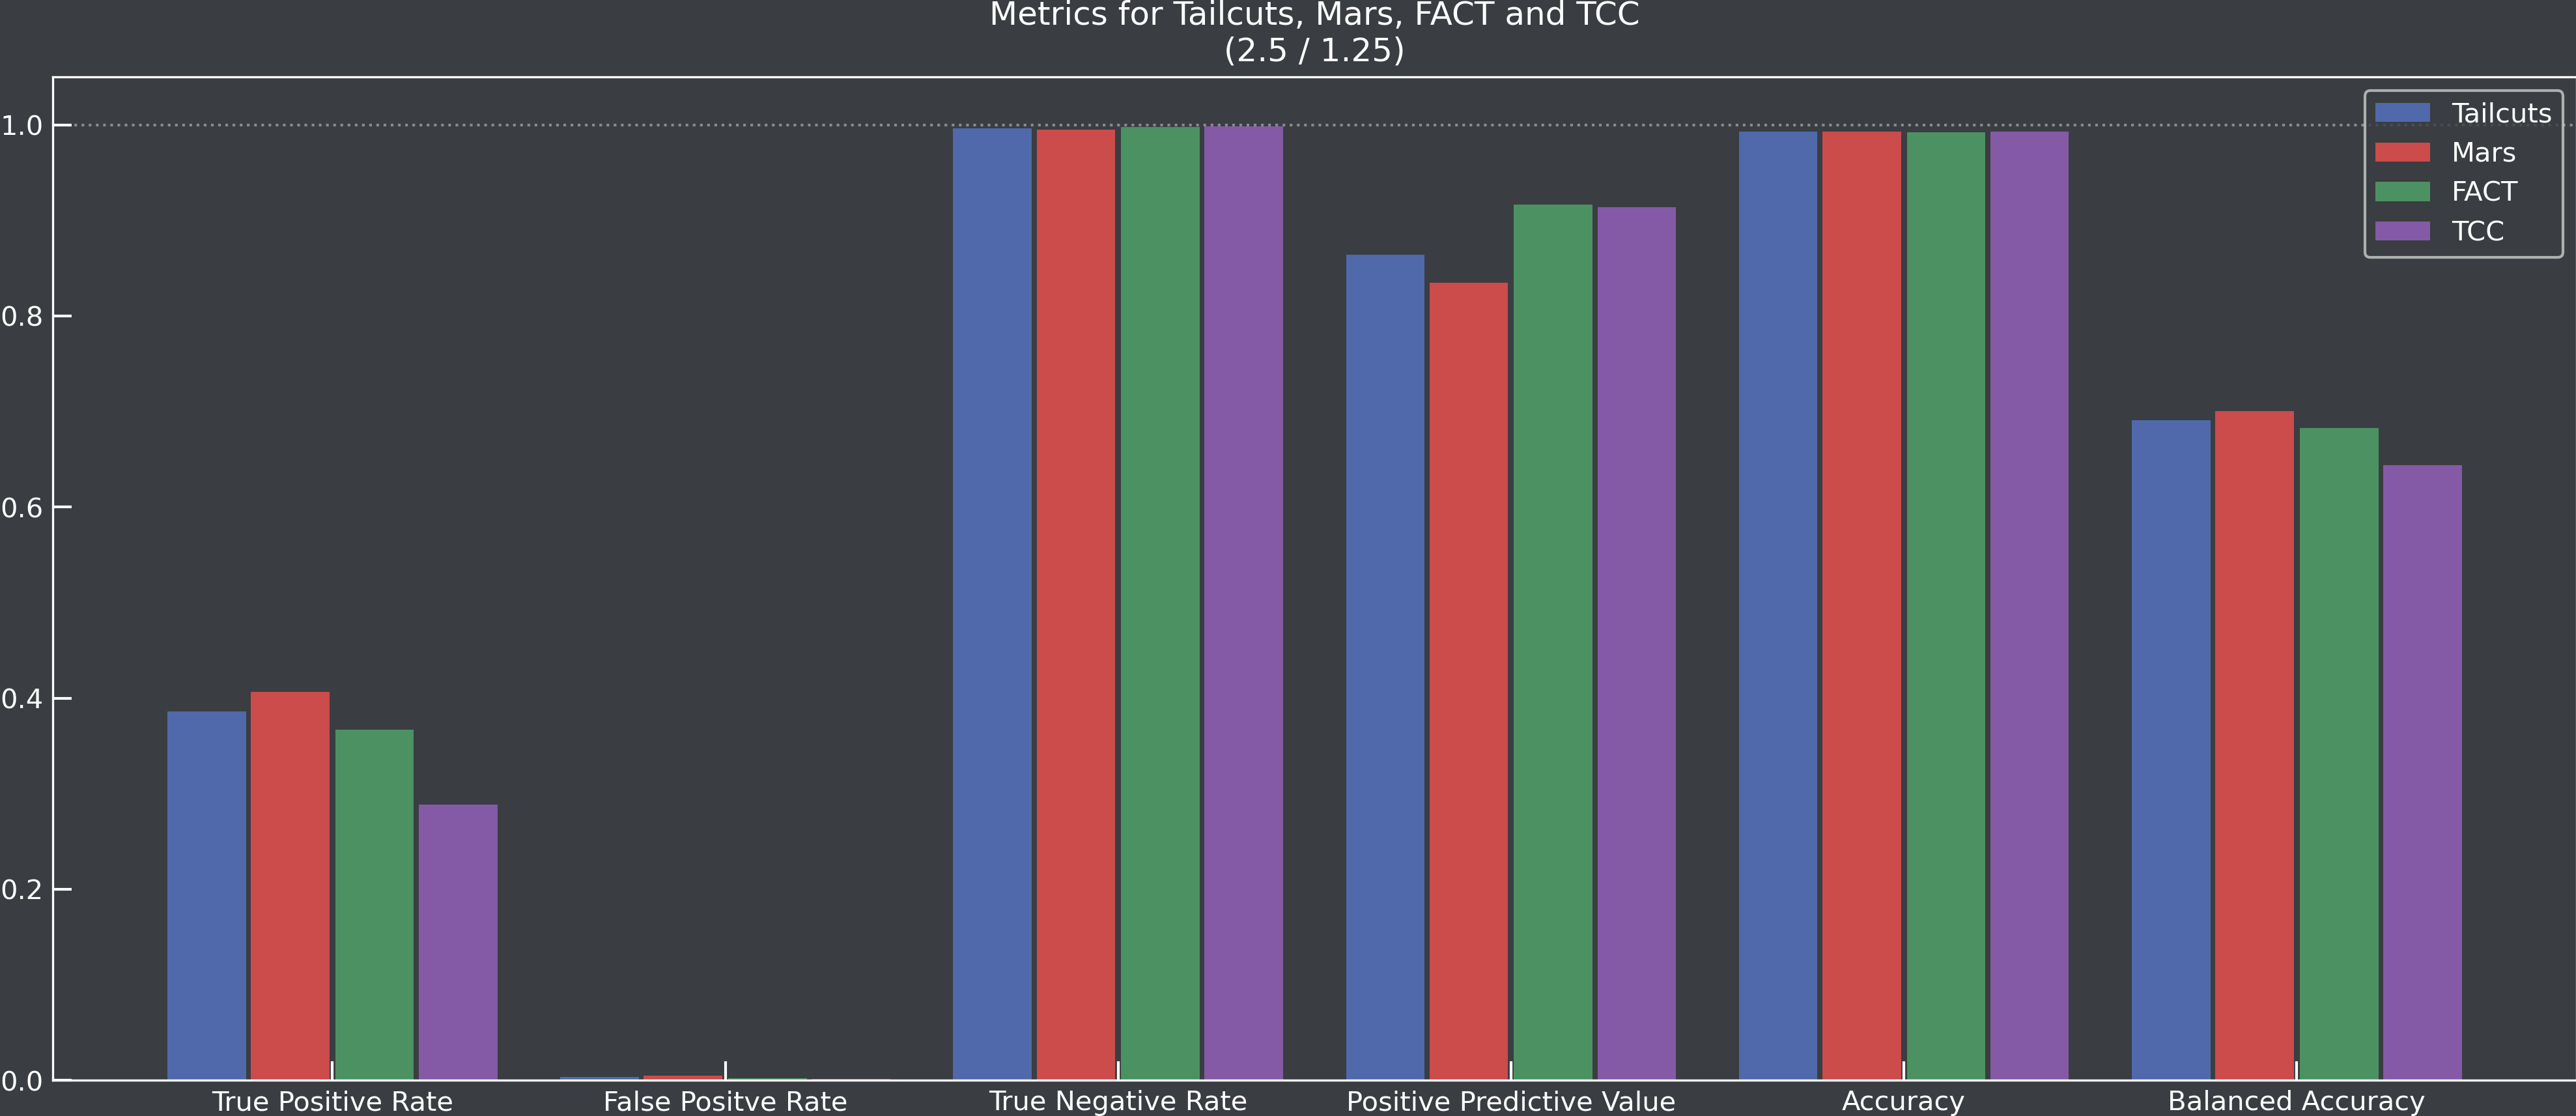 Metrics for Tailcuts, Mars, FACT and TCC
(2.5 / 1.25)
1.0
0.8
0.6
0.4
0.2
0.0
Tailcuts
Mars
FACT
TCC
True Positive Rate
False Positve Rate
True Negative Rate
Positive Predictive Value
Accuracy
Balanced Accuracy